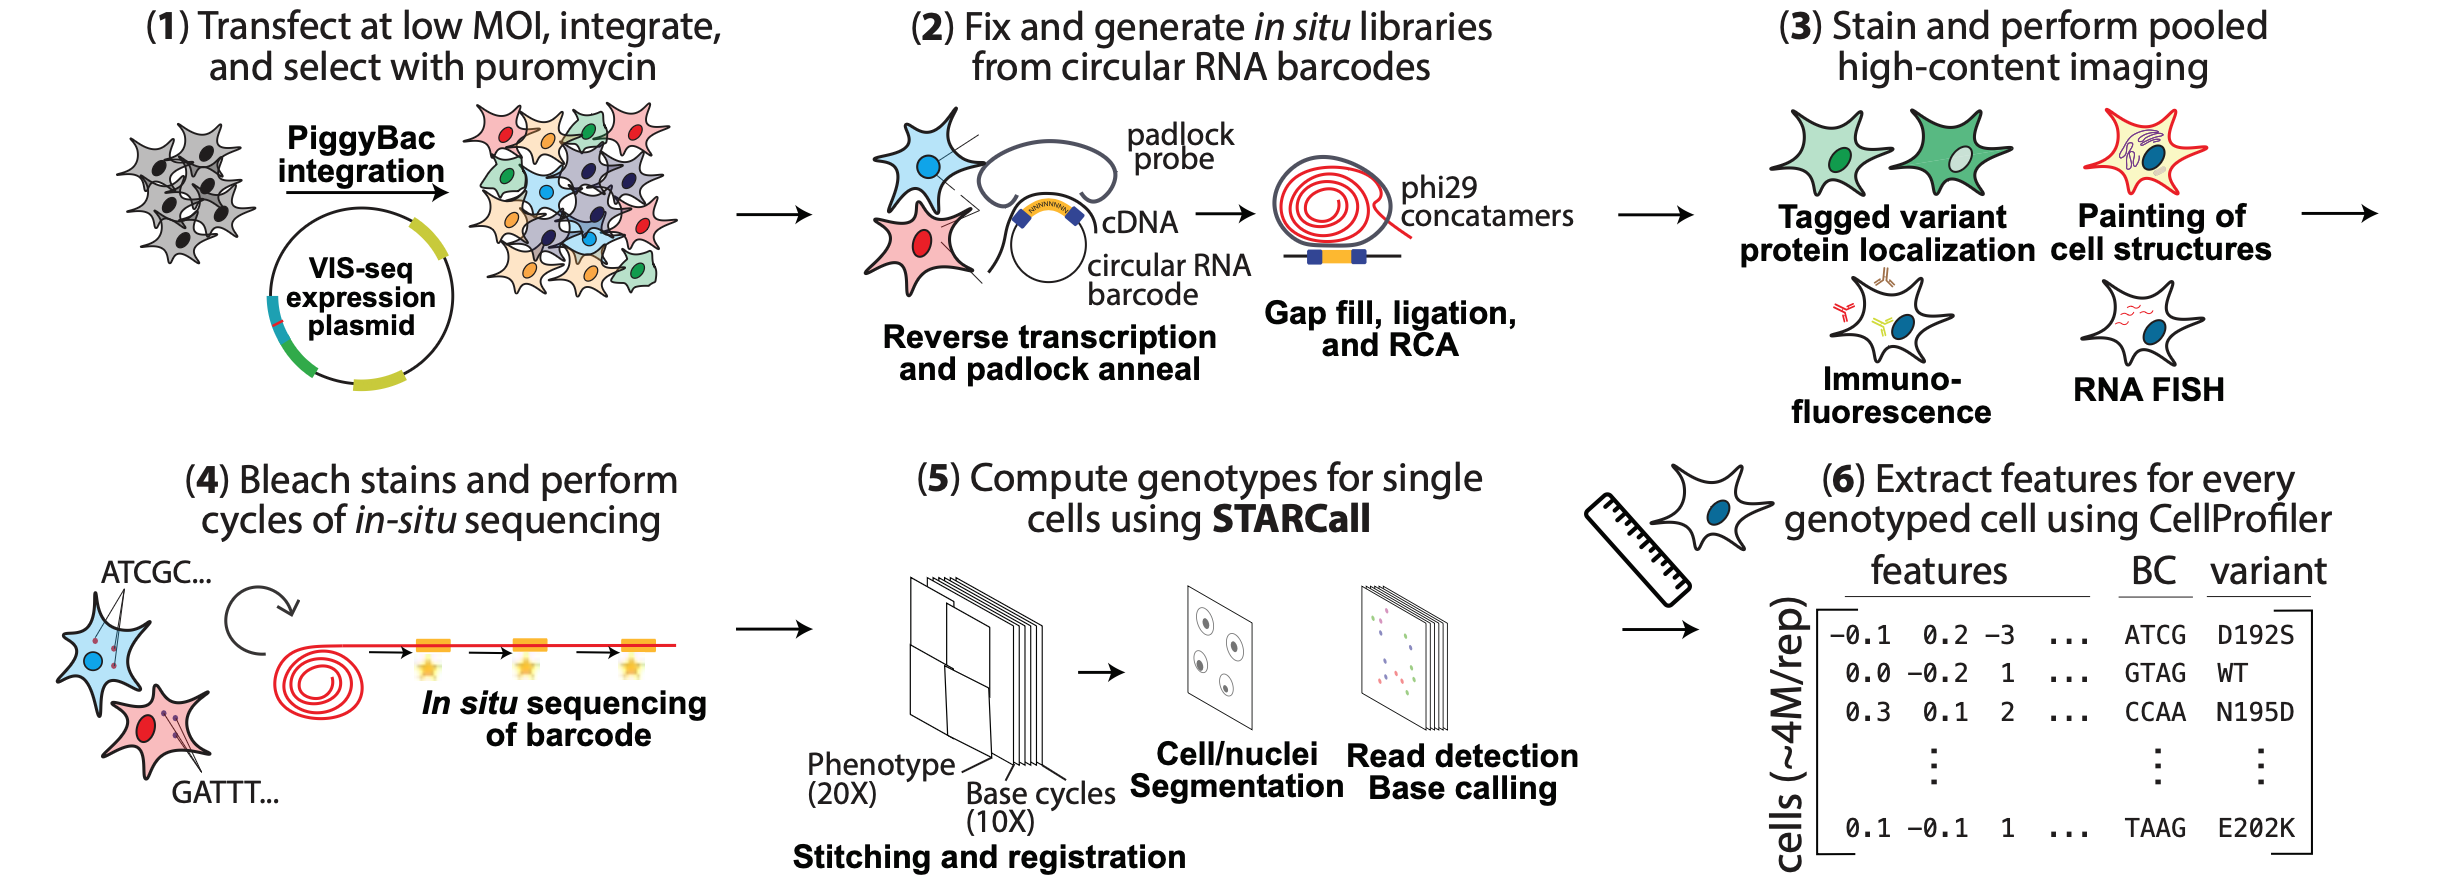 (1) Transfect at low MOI, integrate,
and select with puromycin
PiggyBac
integration
VIS-seq
expression
plasmid
(2) Fix and generate in situ libraries
from circular RNA barcodes
padlock
probe
NNNNNNNN
cDNA
circular RNA
barcode
Reverse transcription
and padlock anneal
phi29
concatamers
Gap fill, ligation,
and RCA
(3) Stain and perform pooled
high-content imaging
Tagged variant
protein localization
Painting of
cell structures
Immuno-
fluorescence
RNA FISH
(4) Bleach stains and perform
cycles of in-situ sequencing
ATCGC...
GATTT...
In situ sequencing
of barcode
(5) Compute genotypes for single
cells using STARCall
Phenotype
(20X)
Base cycles
(10X)
Stitching and registration
Cell/nuclei
Segmentation
Read detection
Base calling
(6) Extract features for every
genotyped cell using CellProfiler
features BC variant
cells (~4M/rep)
−0.1 0.2 −3 ... ATCG D192S
0.0 −0.2 1 ... GTAG WT
0.3 0.1 2 ... CCAA N195D
⋮ ⋮ ⋮
0.1 −0.1 1 ... TAAG E202K